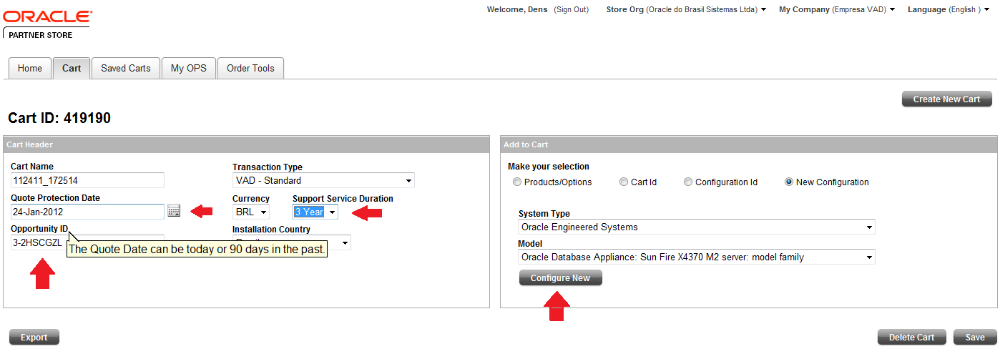 ORACLE
PARTNER STORE
Welcome, Dens (Sign Out) Store Org (Oracle do Brasil Sistemas Ltda) My Company (Empresa VAD) Language (English )
Home Cart Saved Carts My OPS Order Tools
Create New Cart
Cart ID: 419190
Cart Header
Cart Name
112411_172514
Transaction Type
VAD - Standard
Quote Protection Date
24-Jan-2012
Currency
BRL
Support Service Duration
3 Year
Opportunity ID
3-2HSCGZL
Installation Country
The Quote Date can be today or 90 days in the past.
Add to Cart
Make your selection
Products/Options Cart Id Configuration Id New Configuration
System Type
Oracle Engineered Systems
Model
Oracle Database Appliance: Sun Fire X4370 M2 server: model family
Configure New
Export
Delete Cart Save